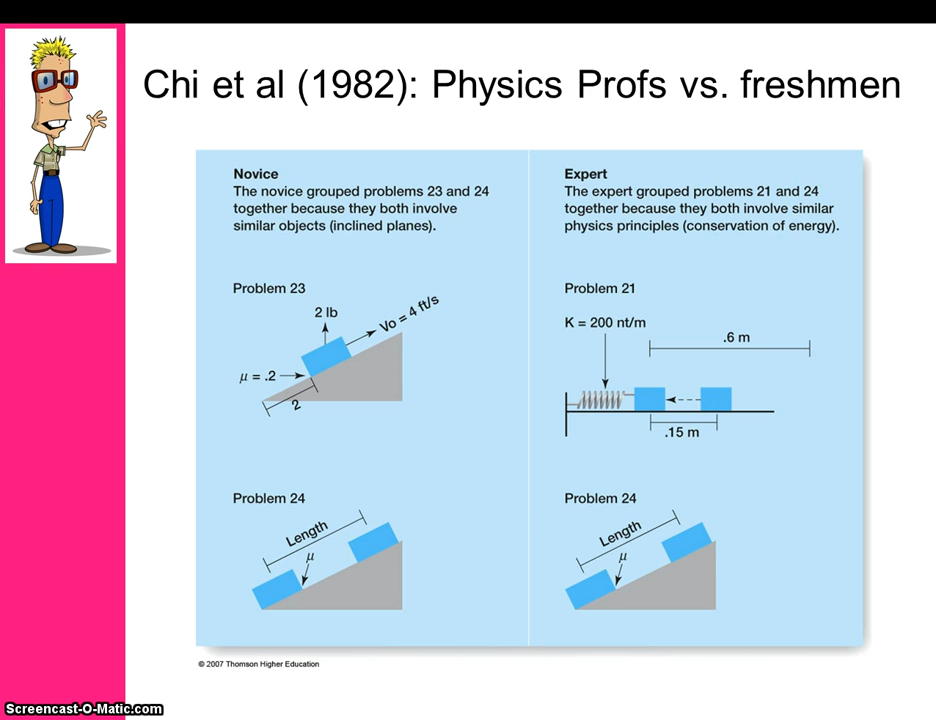 Chi et al (1982): Physics Profs vs. freshmen
Novice
The novice grouped problems 23 and 24
together because they both involve
similar objects (inclined planes).
Problem 23
2 lb
Vo = 4 ft/s
μ = .2
2
Problem 24
Length
μ
Expert
The expert grouped problems 21 and 24
together because they both involve similar
physics principles (conservation of energy).
Problem 21
K = 200 nt/m
.6 m
.15 m
Problem 24
Length
μ
© 2007 Thomson Higher Education
Screencast-O-Matic.com